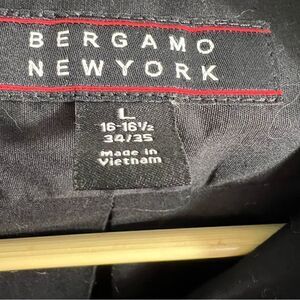 BERGAMO
NEWYORK
L
16-16½
34/35
made in
Vietnam